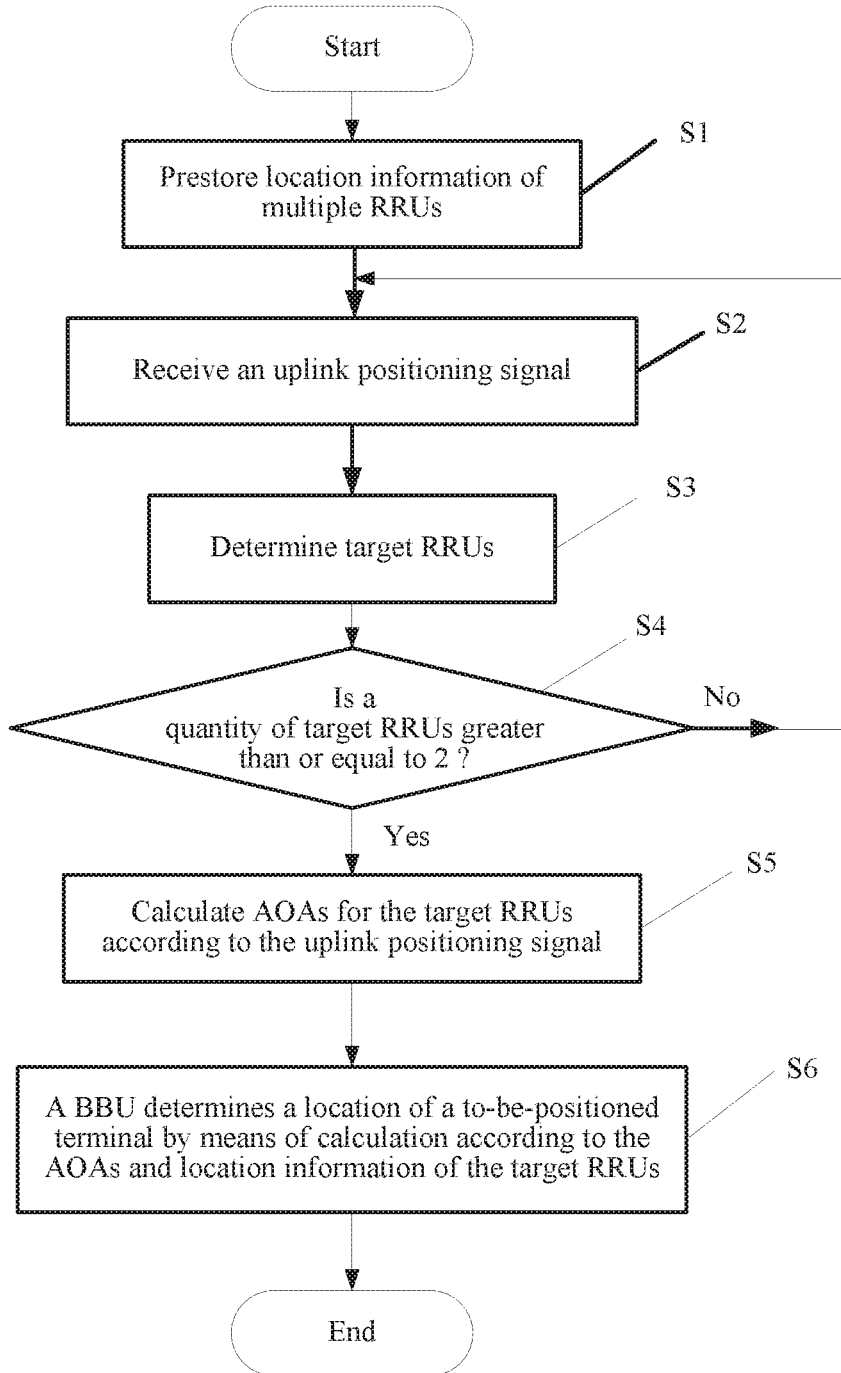 Start
S1
Prestore location information of
multiple RRUs
S2
Receive an uplink positioning signal
S3
Determine target RRUs
S4
Is a
quantity of target RRUs greater
than or equal to 2 ?
No
Yes
S5
Calculate AOAs for the target RRUs
according to the uplink positioning signal
S6
A BBU determines a location of a to-be-positioned
terminal by means of calculation according to the
AOAs and location information of the target RRUs
End